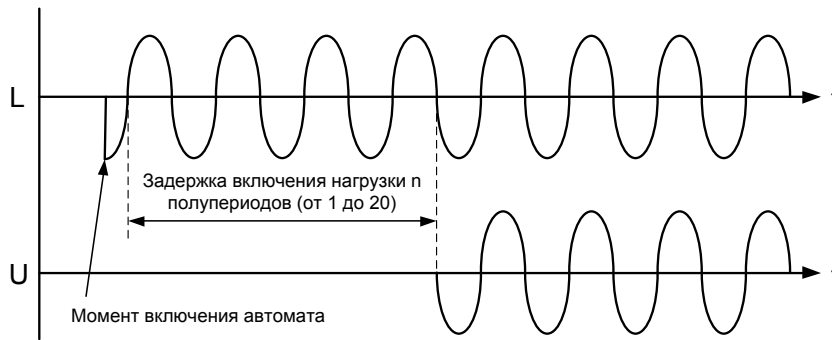 L
Задержка включения нагрузки n
полупериодов (от 1 до 20)
U
Момент включения автомата